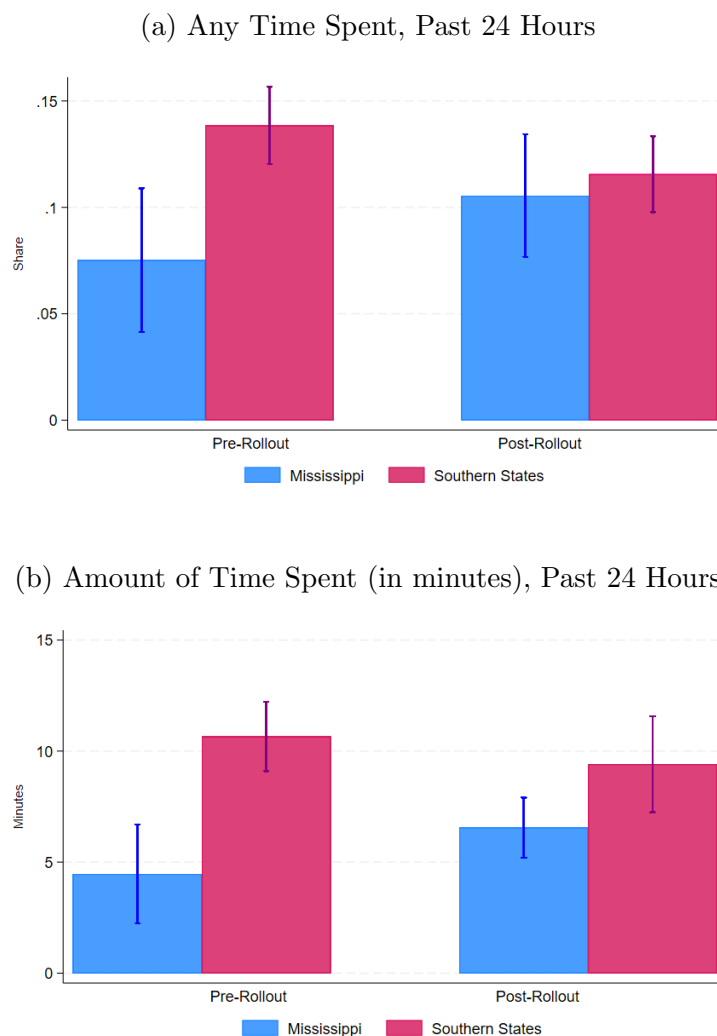 (a) Any Time Spent, Past 24 Hours
.15
.1
.05
0
Share
Pre-Rollout Post-Rollout
Mississippi Southern States
(b) Amount of Time Spent (in minutes), Past 24 Hours
15
10
5
0
Minutes
Pre-Rollout Post-Rollout
Mississippi Southern States